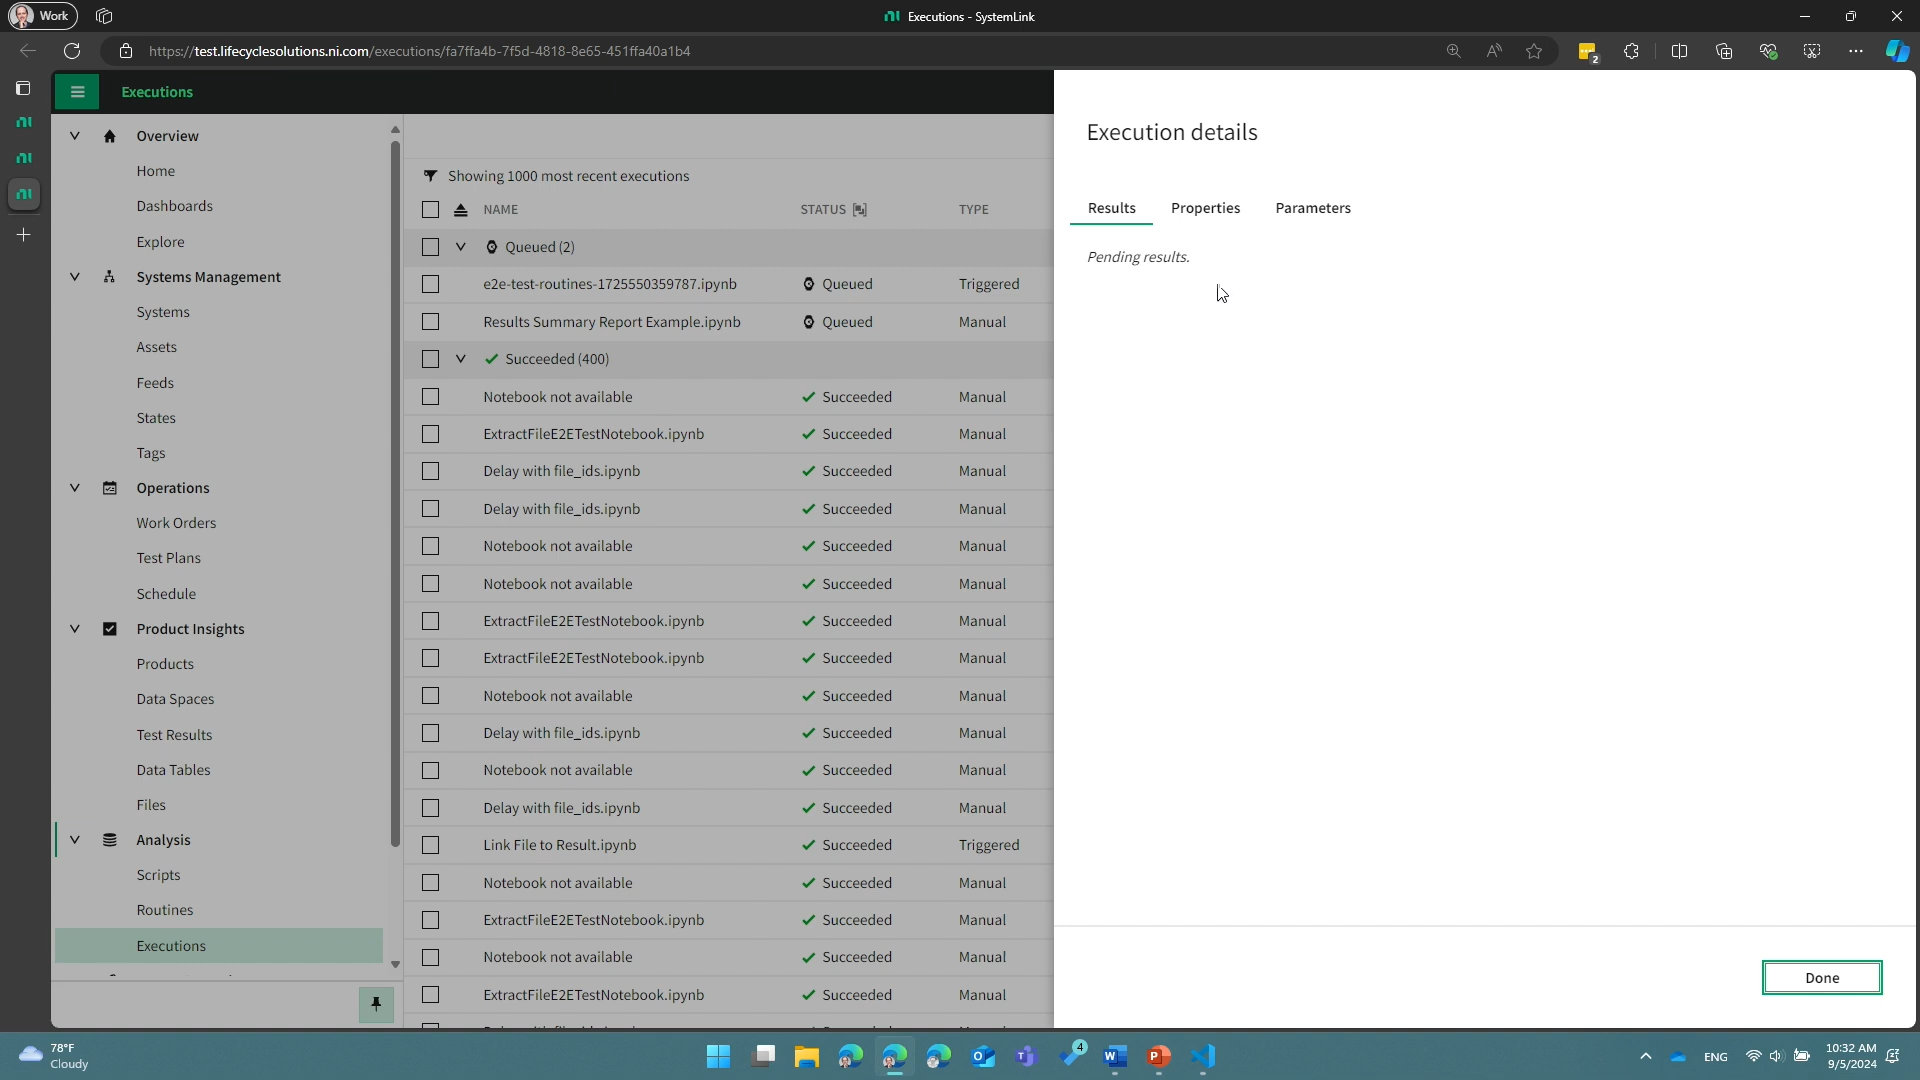 Work
Executions - SystemLink
https://test.lifecyclesolutions.ni.com/executions/fa7ffa4b-7f5d-4818-8e65-451ffa40a1b4
2
Executions
Overview
Home
Dashboards
Explore
Systems Management
Systems
Assets
Feeds
States
Tags
Operations
Work Orders
Test Plans
Schedule
Product Insights
Products
Data Spaces
Test Results
Data Tables
Files
Analysis
Scripts
Routines
Executions
Showing 1000 most recent executions
NAME STATUS TYPE
Queued (2)
e2e-test-routines-1725550359787.ipynb Queued Triggered
Results Summary Report Example.ipynb Queued Manual
Succeeded (400)
Notebook not available Succeeded Manual
ExtractFileE2ETestNotebook.ipynb Succeeded Manual
Delay with file_ids.ipynb Succeeded Manual
Delay with file_ids.ipynb Succeeded Manual
Notebook not available Succeeded Manual
Notebook not available Succeeded Manual
ExtractFileE2ETestNotebook.ipynb Succeeded Manual
ExtractFileE2ETestNotebook.ipynb Succeeded Manual
Notebook not available Succeeded Manual
Delay with file_ids.ipynb Succeeded Manual
Notebook not available Succeeded Manual
Delay with file_ids.ipynb Succeeded Manual
Link File to Result.ipynb Succeeded Triggered
Notebook not available Succeeded Manual
ExtractFileE2ETestNotebook.ipynb Succeeded Manual
Notebook not available Succeeded Manual
ExtractFileE2ETestNotebook.ipynb Succeeded Manual
Execution details
Results Properties Parameters
Pending results.
Done
78°F
Cloudy
4
ENG
10:32 AM
9/5/2024